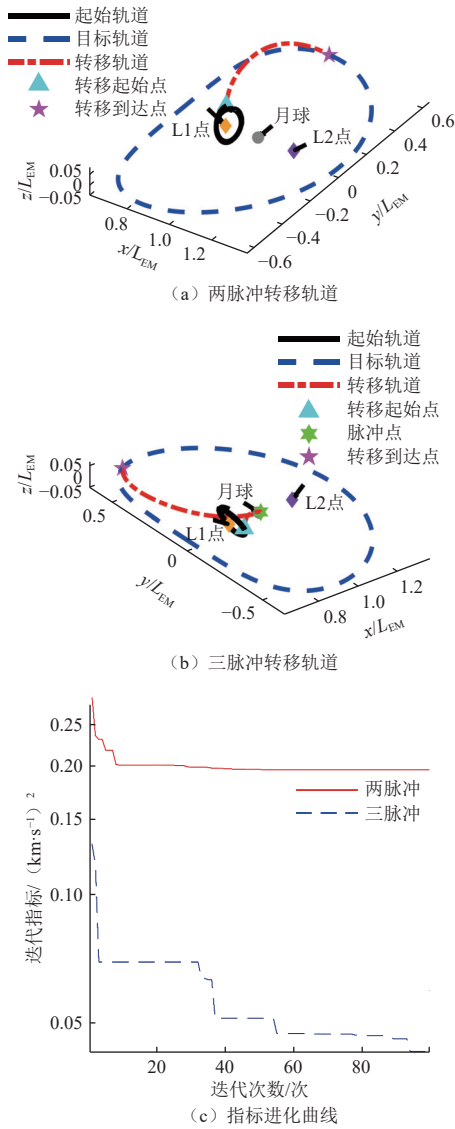 起始轨道
目标轨道
转移轨道
转移起始点
转移到达点
L1点
月球
L2点
z/L_EM
0.05
0
−0.05
0.8
1.0
1.2
x/L_EM
−0.6
−0.4
−0.2
0
0.2
0.4
0.6
y/L_EM
（a）两脉冲转移轨道
起始轨道
目标轨道
转移轨道
转移起始点
脉冲点
转移到达点
z/L_EM
0.05
0
−0.05
月球
L1点
L2点
0.5
0
−0.5
y/L_EM
0.8
1.0
1.2
x/L_EM
（b）三脉冲转移轨道
迭代指标/（km·s⁻¹）²
0.25
0.20
0.15
0.10
0.05
两脉冲
三脉冲
20
40
60
80
迭代次数/次
（c）指标进化曲线